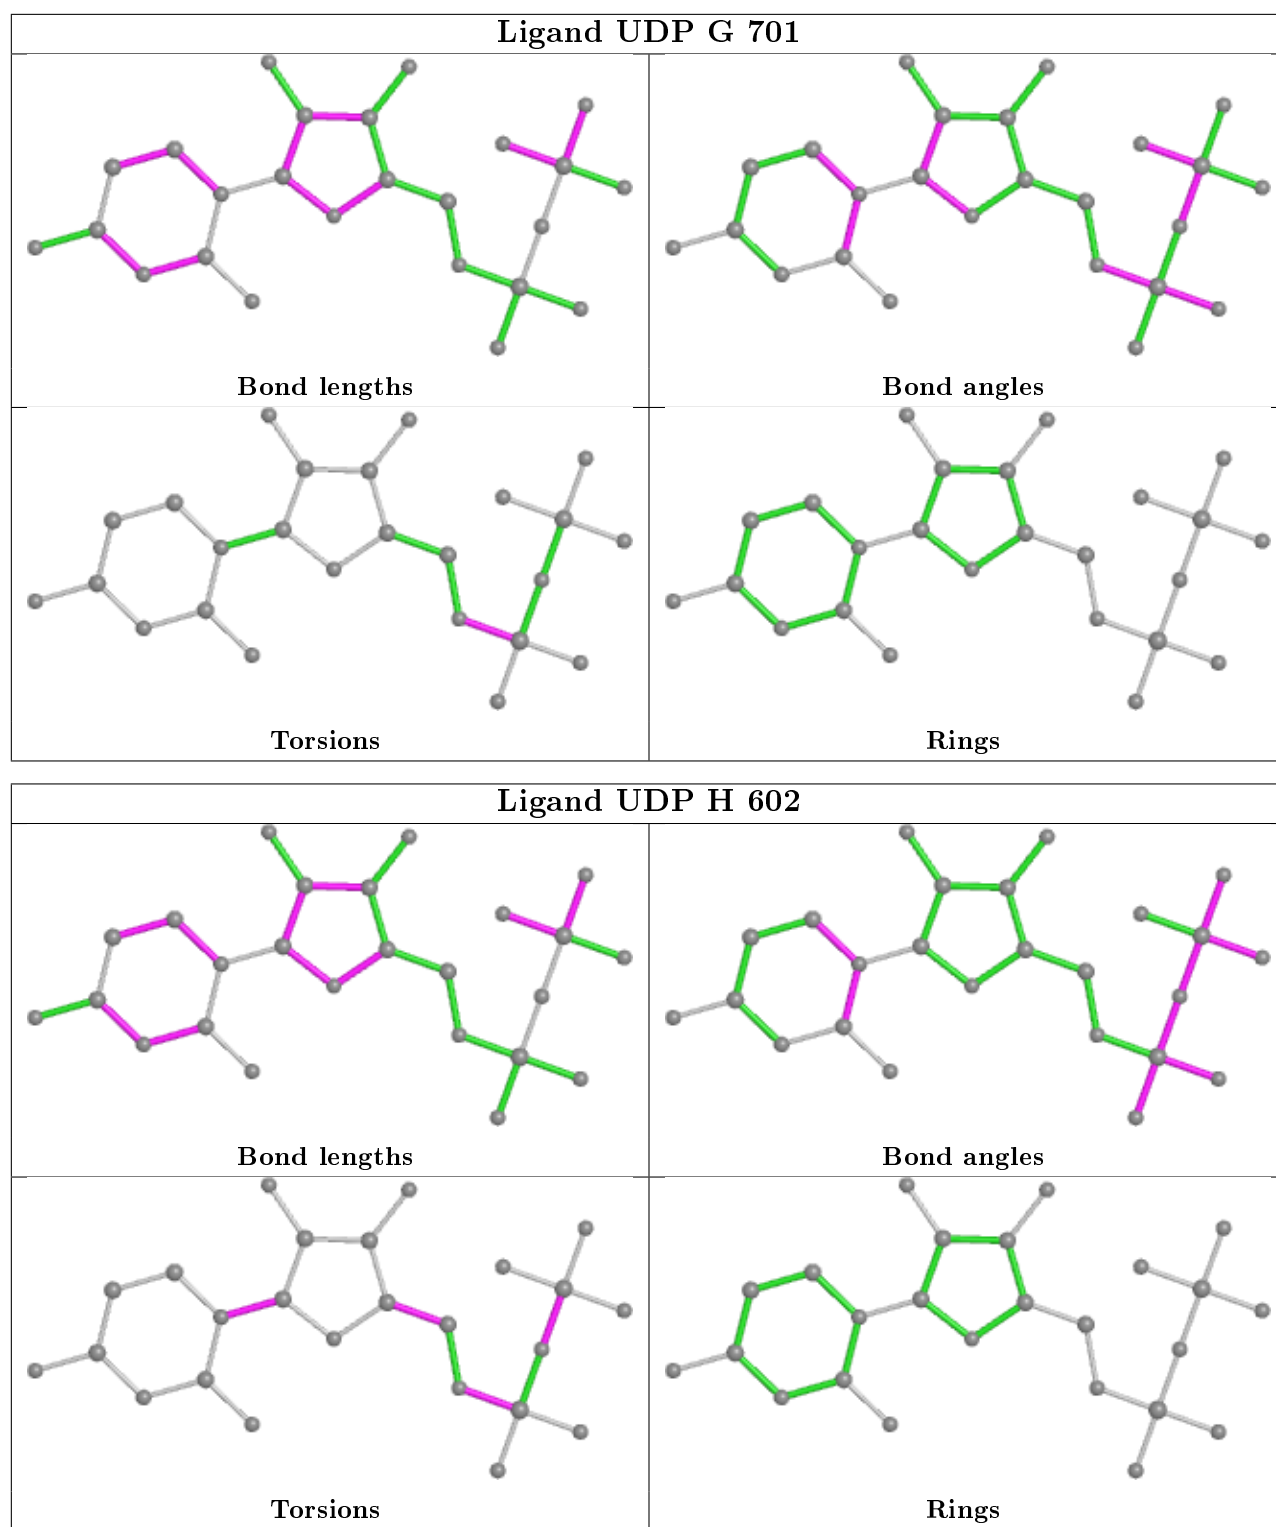 Ligand UDP G 701
Bond lengths
Bond angles
Torsions
Rings
Ligand UDP H 602
Bond lengths
Bond angles
Torsions
Rings